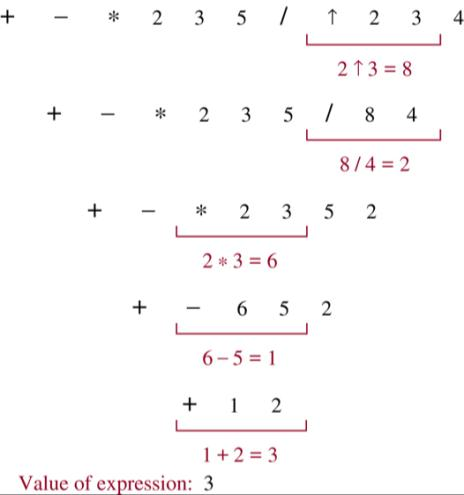 + − * 2 3 5 / ↑ 2 3 4
2 ↑ 3 = 8
+ − * 2 3 5 / 8 4
8 / 4 = 2
+ − * 2 3 5 2
2 * 3 = 6
+ − 6 5 2
6 − 5 = 1
+ 1 2
1 + 2 = 3
Value of expression: 3